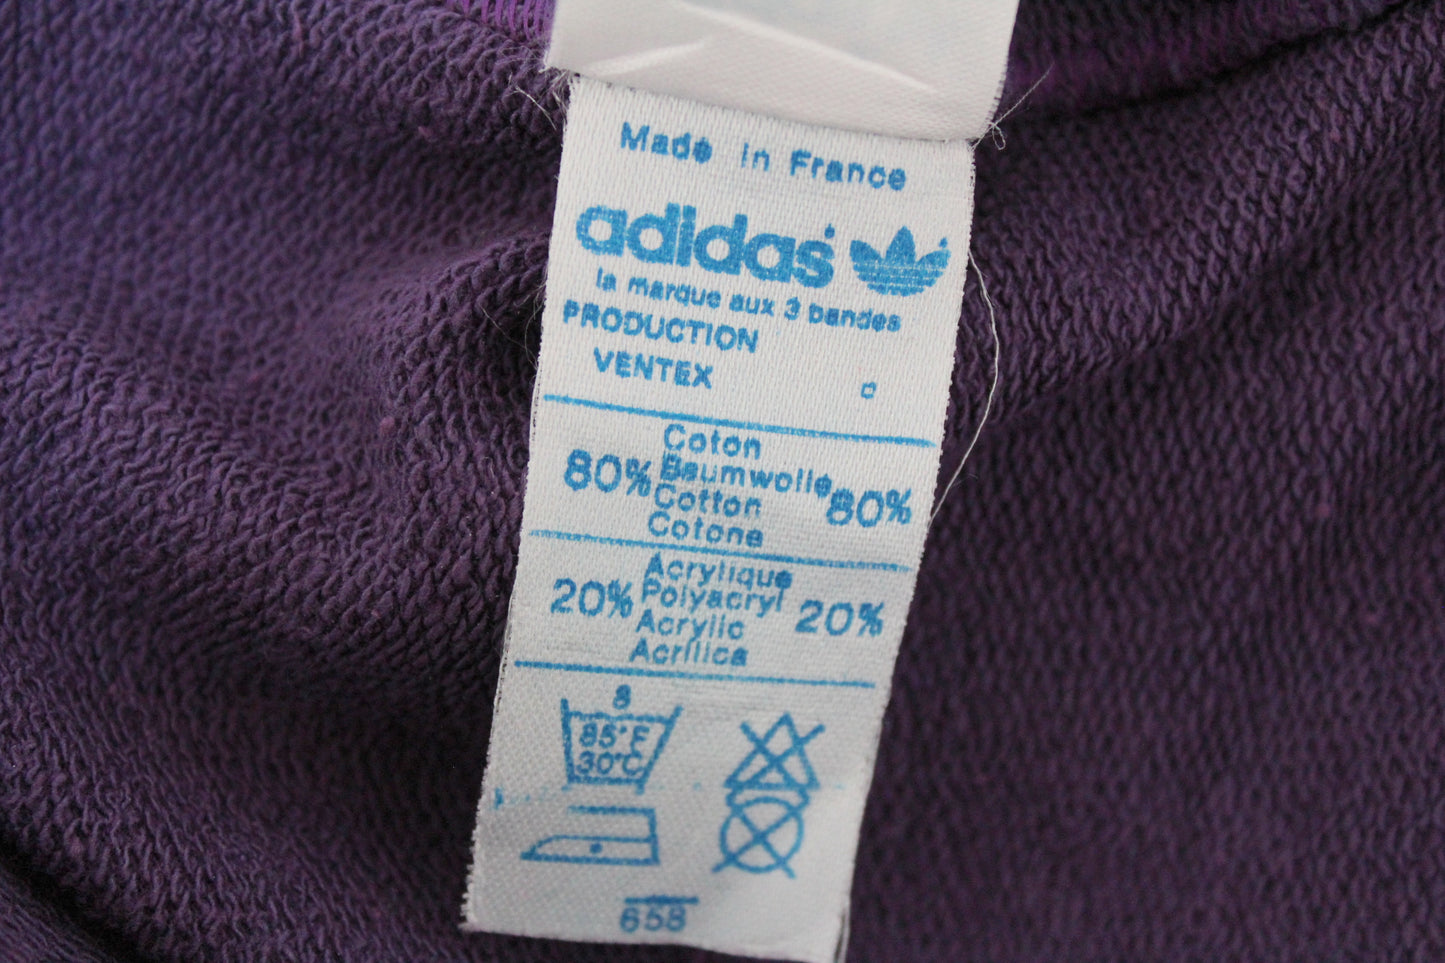 Made in France
adidas
la marque aux 3 bandes
PRODUCTION
VENTEX
c
Coton
80% Baumwolle 80%
Cotton
Cotone
Acrylique
20% Polyacryl 20%
Acrylic
Acrilica
8
85°F
30°C
658